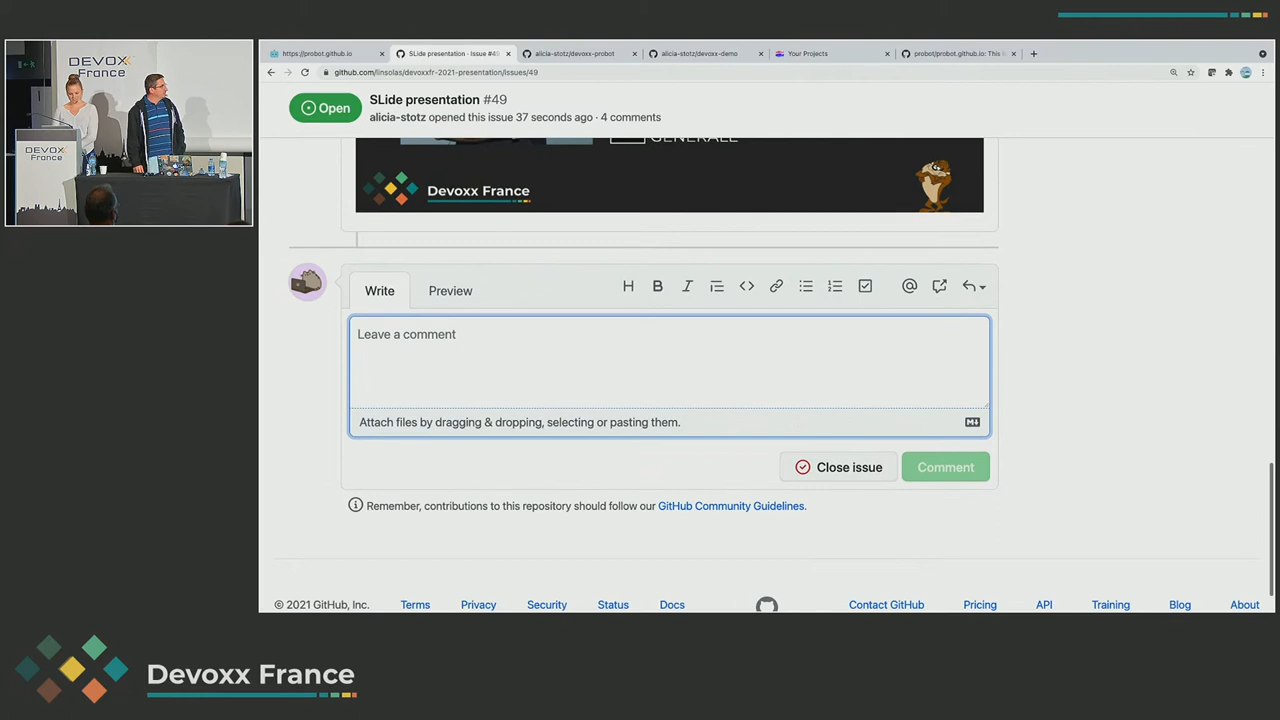 DEVOXX
France
DEVOXX
France
https://probot.github.io
SLide presentation · Issue #49
alicia-stotz/devoxx-probot
alicia-stotz/devoxx-demo
Your Projects
probot/probot.github.io: This i
github.com/linsolas/devoxxfr-2021-presentation/issues/49
Open
SLide presentation #49
alicia-stotz opened this issue 37 seconds ago · 4 comments
Devoxx France
Write
Preview
Leave a comment
Attach files by dragging & dropping, selecting or pasting them.
Close issue
Comment
Remember, contributions to this repository should follow our GitHub Community Guidelines.
© 2021 GitHub, Inc.
Terms
Privacy
Security
Status
Docs
Contact GitHub
Pricing
API
Training
Blog
About
Devoxx France